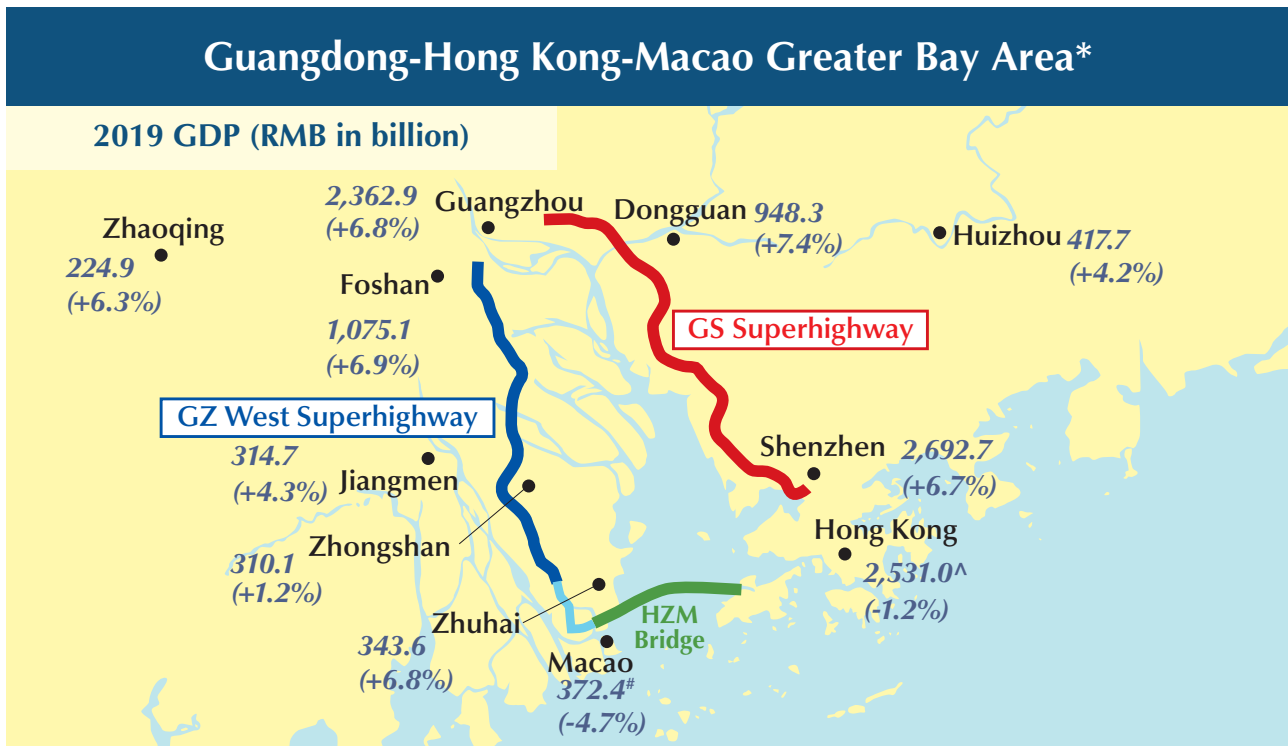 Guangdong-Hong Kong-Macao Greater Bay Area*
2019 GDP (RMB in billion)
2,362.9
(+6.8%)
Guangzhou
Dongguan 948.3
(+7.4%)
Zhaoqing
224.9
(+6.3%)
Huizhou 417.7
(+4.2%)
Foshan
1,075.1
(+6.9%)
GS Superhighway
GZ West Superhighway
314.7
(+4.3%)
Jiangmen
Shenzhen 2,692.7
(+6.7%)
Hong Kong
2,531.0^
(-1.2%)
Zhongshan
310.1
(+1.2%)
Zhuhai
343.6
(+6.8%)
HZM
Bridge
Macao
372.4#
(-4.7%)